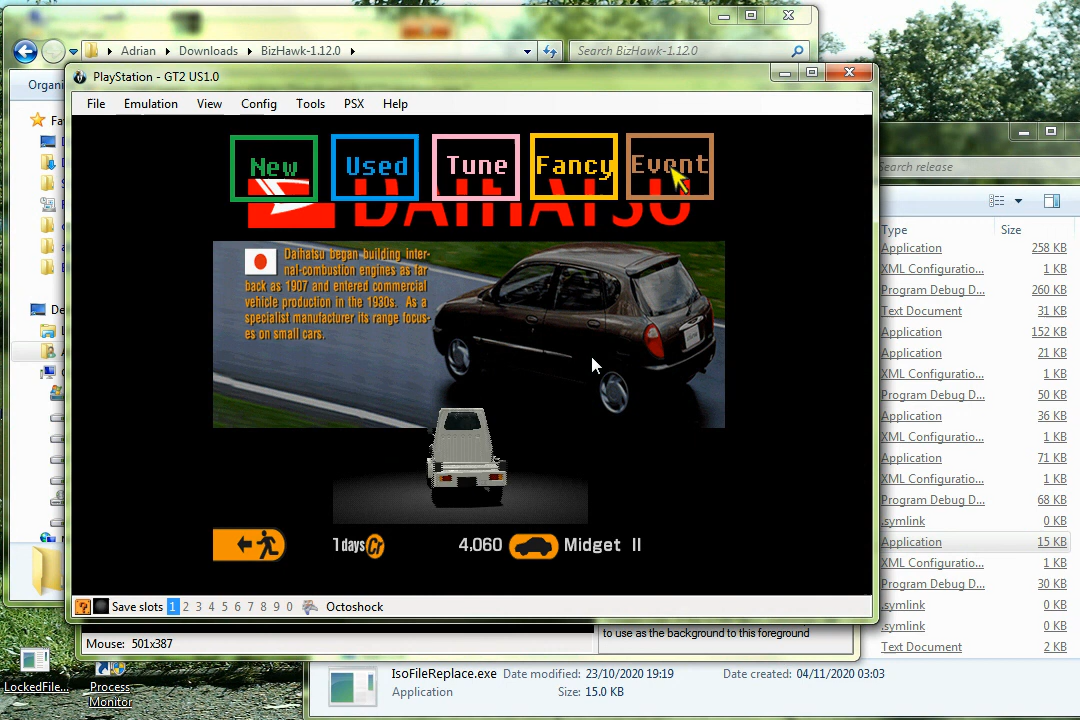 Adrian
Downloads
BizHawk-1.12.0
Search BizHawk-1.12.0
Organi
PlayStation - GT2 US1.0
File Emulation View Config Tools PSX Help
New Used Tune Fancy Event
DAIHATSU
Daihatsu began building inter-
nal-combustion engines as far
back as 1907 and entered commercial
vehicle production in the 1930s. As a
specialist manufacturer its range focus-
es on small cars.
1days Cr 4,060 Midget II
Save slots 1 2 3 4 5 6 7 8 9 0 Octoshock
Mouse: 501x387
to use as the background to this foreground
Search release
Type Size
Application 258 KB
XML Configuratio... 1 KB
Program Debug D... 260 KB
Text Document 31 KB
Application 152 KB
Application 21 KB
XML Configuratio... 1 KB
Program Debug D... 50 KB
Application 36 KB
XML Configuratio... 1 KB
Application 71 KB
XML Configuratio... 1 KB
Program Debug D... 68 KB
.symlink 0 KB
Application 15 KB
XML Configuratio... 1 KB
Program Debug D... 30 KB
.symlink 0 KB
.symlink 0 KB
Text Document 2 KB
IsoFileReplace.exe Date modified: 23/10/2020 19:19 Date created: 04/11/2020 03:03
Application Size: 15.0 KB
LockedFile...
Process
Monitor